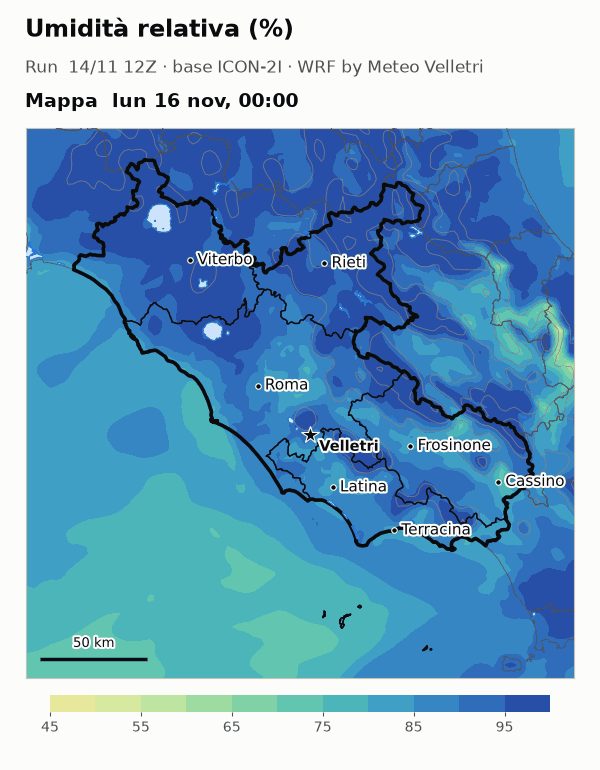 Umidità relativa (%)
Run  14/11 12Z · base ICON-2I · WRF by Meteo Velletri
Mappa  lun 16 nov, 00:00
Viterbo
Rieti
Roma
Velletri
Frosinone
Latina
Cassino
Terracina
50 km
45 55 65 75 85 95